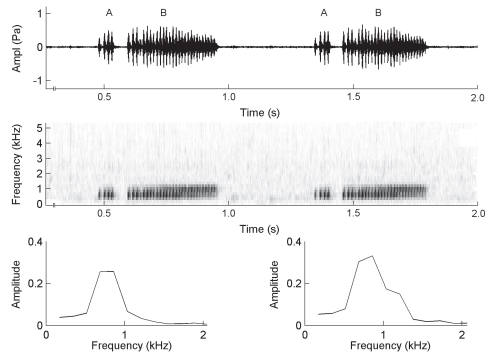 A B A B
1
0
-1
Ampl (Pa)
0.5 1.0 1.5 2.0
Time (s)
5
4
3
2
1
0
Frequency (kHz)
0.5 1.0 1.5 2.0
Time (s)
0.4 0.4
0.2 0.2
0 0
Amplitude Amplitude
0 1 2 0 1 2
Frequency (kHz) Frequency (kHz)